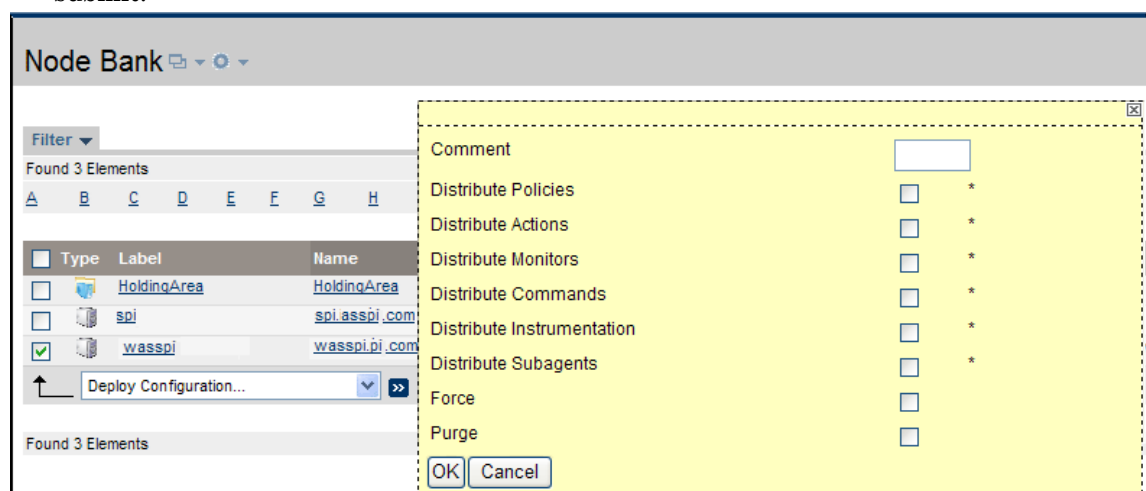 Node Bank
Filter
Found 3 Elements
A B C D E F G H
Type Label Name
HoldingArea HoldingArea
spi spi.asspi.com
wasspi wasspi.pi.com
Deploy Configuration...
Found 3 Elements
Comment
Distribute Policies *
Distribute Actions *
Distribute Monitors *
Distribute Commands *
Distribute Instrumentation *
Distribute Subagents *
Force
Purge
OK Cancel